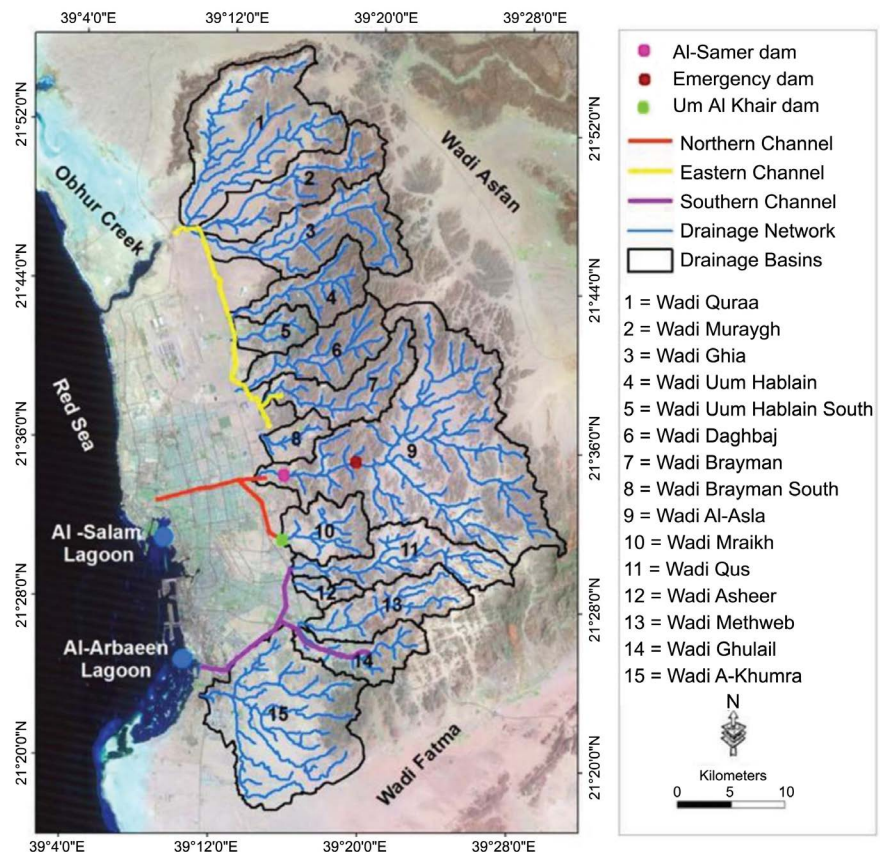 39°4'0"E 39°12'0"E 39°20'0"E 39°28'0"E
21°52'0"N
21°44'0"N
21°36'0"N
21°28'0"N
21°20'0"N
21°52'0"N
21°44'0"N
21°36'0"N
21°28'0"N
21°20'0"N
39°4'0"E 39°12'0"E 39°20'0"E 39°28'0"E
Wadi Asfan
Obhur Creek
Red Sea
Al -Salam
Lagoon
Al-Arbaeen
Lagoon
Wadi Fatma
1
2
3
4
5
6
7
8
9
10
11
12
13
14
15
Al-Samer dam
Emergency dam
Um Al Khair dam
Northern Channel
Eastern Channel
Southern Channel
Drainage Network
Drainage Basins
1 = Wadi Quraa
2 = Wadi Muraygh
3 = Wadi Ghia
4 = Wadi Uum Hablain
5 = Wadi Uum Hablain South
6 = Wadi Daghbaj
7 = Wadi Brayman
8 = Wadi Brayman South
9 = Wadi Al-Asla
10 = Wadi Mraikh
11 = Wadi Qus
12 = Wadi Asheer
13 = Wadi Methweb
14 = Wadi Ghulail
15 = Wadi A-Khumra
N
Kilometers
0 5 10